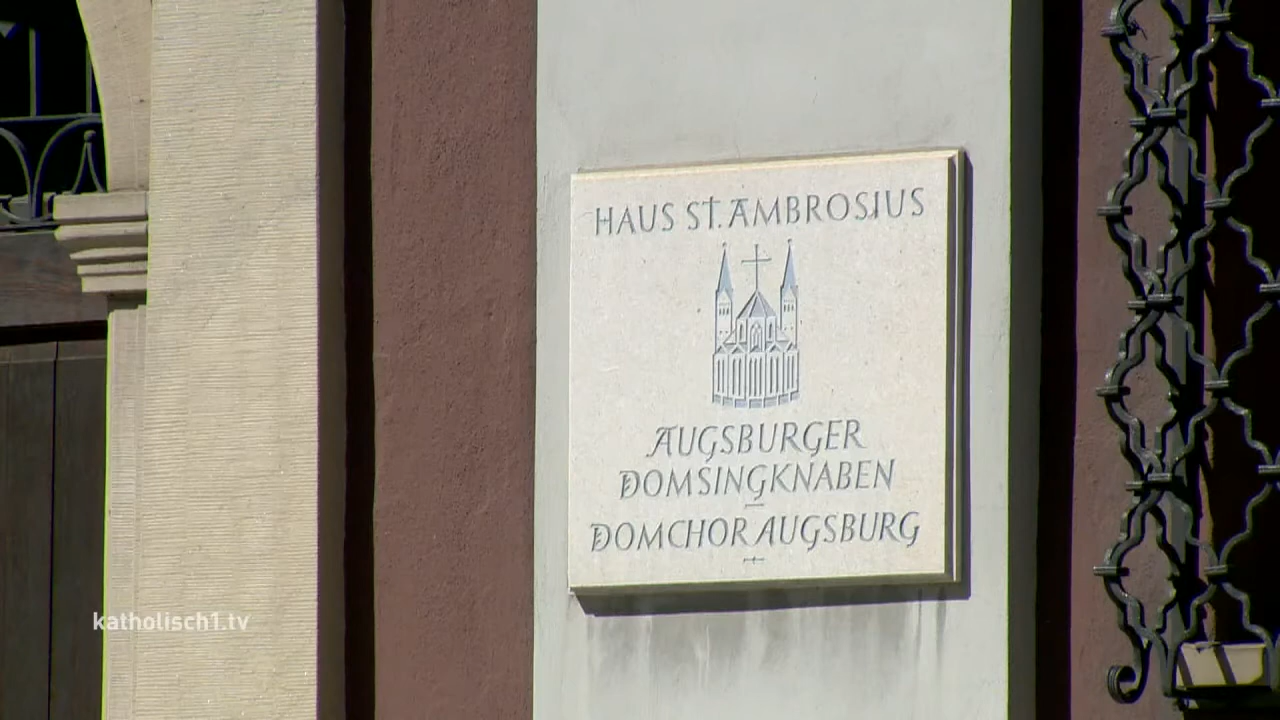 HAUS ST. AMBROSIUS
AUGSBURGER
DOMSINGKNABEN
DOMCHOR AUGSBURG
katholisch1.tv